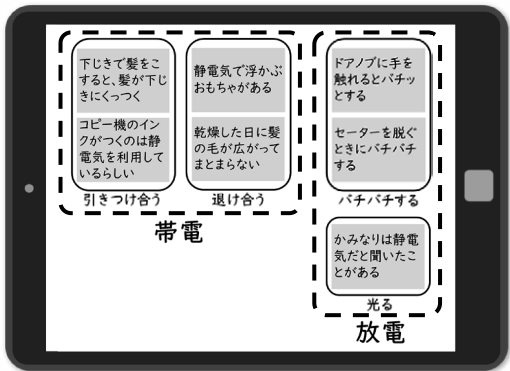 下じきで髪をこ
すると、髪が下じ
きにくっつく
コピー機のイン
クがつくのは静
電気を利用して
いるらしい
引きつけ合う
静電気で浮かぶ
おもちゃがある
乾燥した日に髪
の毛が広がって
まとまらない
退け合う
帯電
ドアノブに手を
触れるとバチッ
とする
セーターを脱ぐ
ときにパチパチ
する
パチパチする
かみなりは静電
気だと聞いたこ
とがある
光る
放電